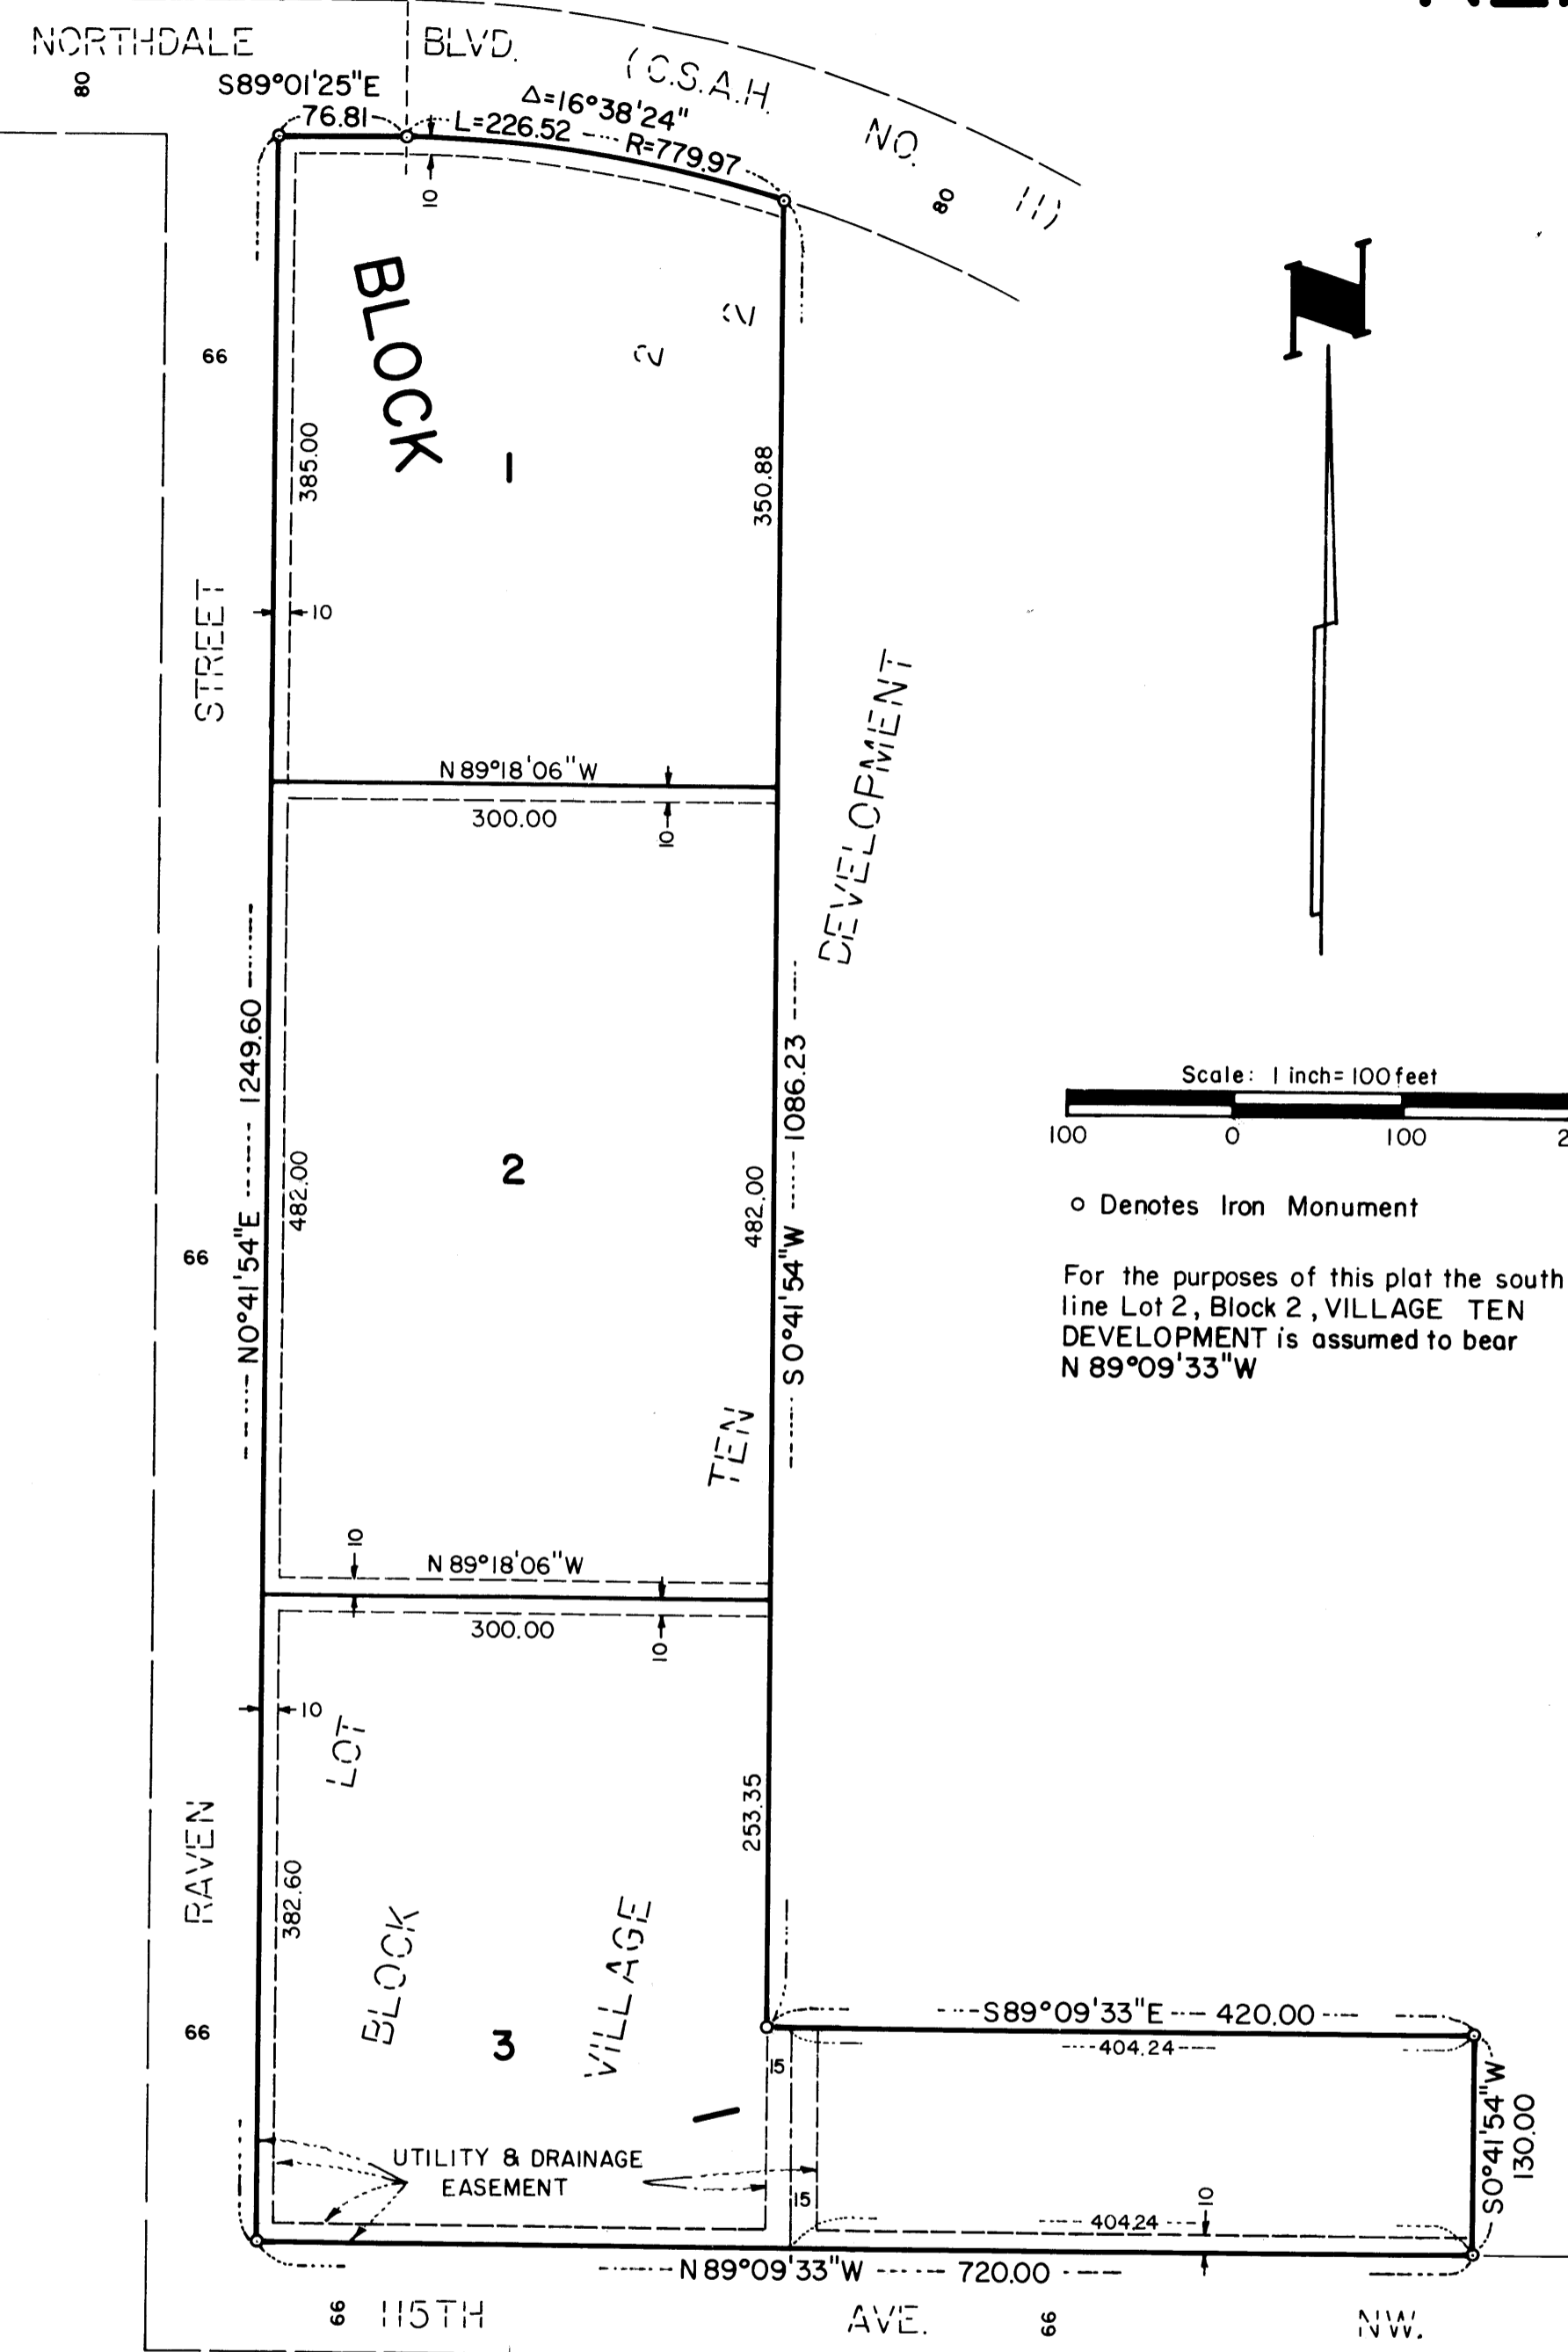 NORTHDALE BLVD. (C.S.A.H. NO. 11)
80
80
S89°01'25"E
76.81
Δ=16°38'24"
L=226.52
R=779.97
10
BLOCK 1
2
2
66
385.00
350.88
STREET
10
N89°18'06"W
300.00
10
DEVELOPMENT
N0°41'54"E 1249.60
482.00
2
482.00
S0°41'54"W 1086.23
66
TEN
Scale: 1 inch=100 feet
100 0 100
o Denotes Iron Monument
For the purposes of this plat the south
line Lot 2, Block 2, VILLAGE TEN
DEVELOPMENT is assumed to bear
N 89°09'33"W
10
N89°18'06"W
300.00
10
10
LOT
253.35
RAVEN
382.60
BLOCK
VILLAGE
66
3
S89°09'33"E 420.00
404.24
15
S0°41'54"W
130.00
UTILITY & DRAINAGE
EASEMENT
15
404.24
10
N89°09'33"W 720.00
66
115TH AVE. NW.
66